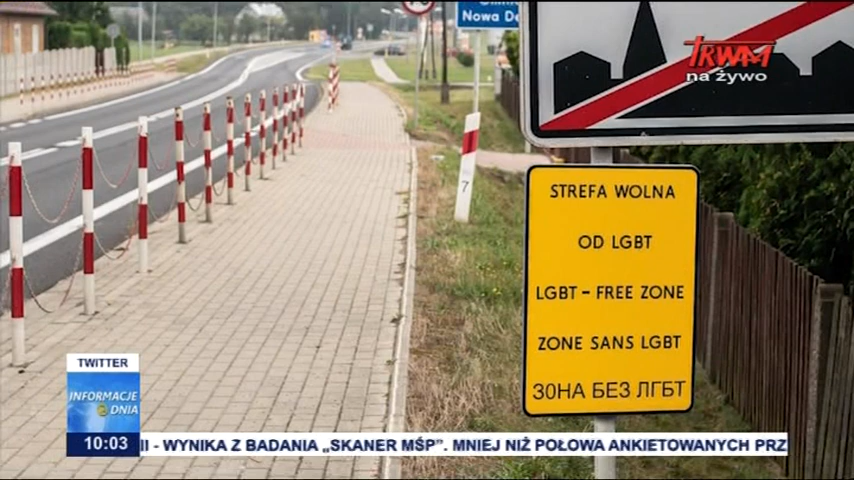 Nowa
TRWAM
na żywo
7
STREFA WOLNA
OD LGBT
LGBT - FREE ZONE
ZONE SANS LGBT
ЗОНА БЕЗ ЛГБТ
TWITTER
INFORMACJE
DNIA
10:03
II - WYNIKA Z BADANIA „SKANER MŚP”. MNIEJ NIŻ POŁOWA ANKIETOWANYCH PRZ